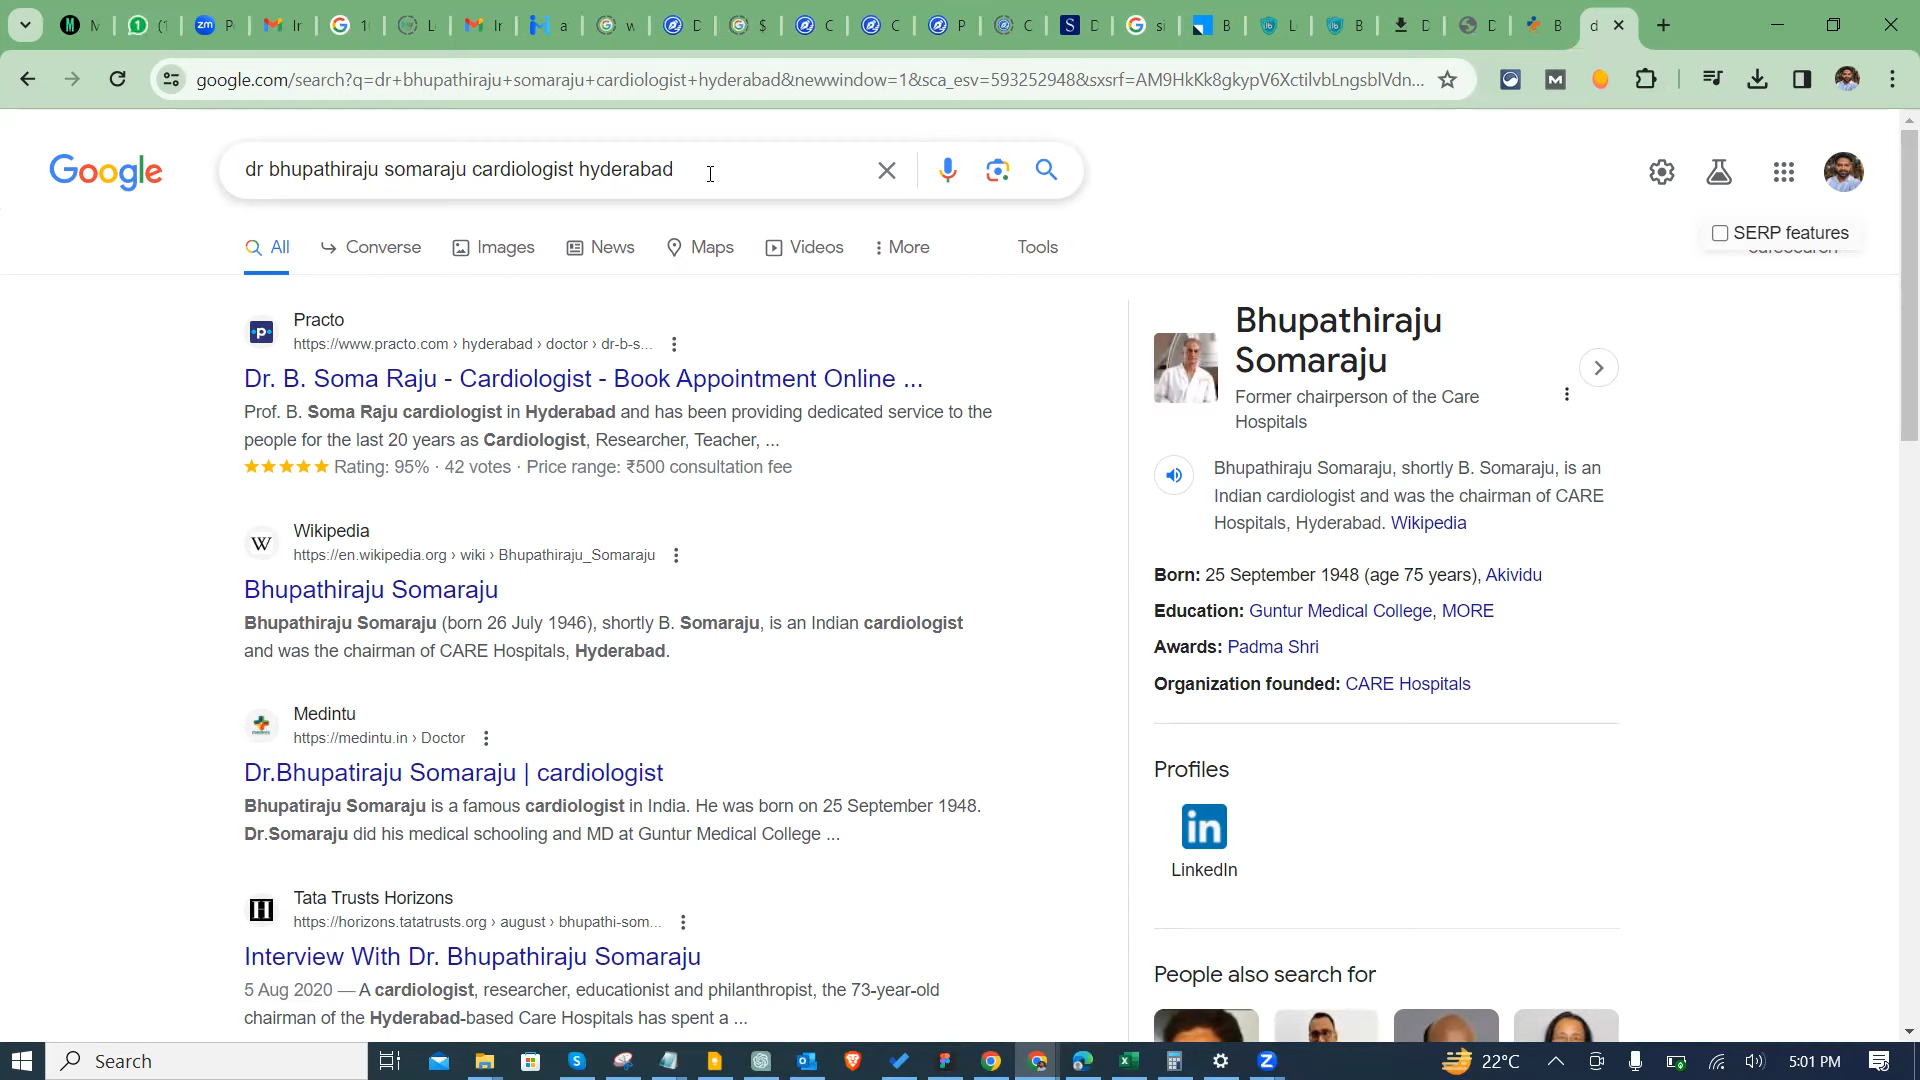 google.com/search?q=dr+bhupathiraju+somaraju+cardiologist+hyderabad&newwindow=1&sca_esv=593252948&sxsrf=AM9HkKk8gkypV6XctilvbLngsblVdn...
Google
dr bhupathiraju somaraju cardiologist hyderabad
All
Converse
Images
News
Maps
Videos
More
Tools
SERP features
Practo
https://www.practo.com › hyderabad › doctor › dr-b-s...
Dr. B. Soma Raju - Cardiologist - Book Appointment Online ...
Prof. B. Soma Raju cardiologist in Hyderabad and has been providing dedicated service to the
people for the last 20 years as Cardiologist, Researcher, Teacher, ...
Rating: 95% · 42 votes · Price range: ₹500 consultation fee
Wikipedia
https://en.wikipedia.org › wiki › Bhupathiraju_Somaraju
Bhupathiraju Somaraju
Bhupathiraju Somaraju (born 26 July 1946), shortly B. Somaraju, is an Indian cardiologist
and was the chairman of CARE Hospitals, Hyderabad.
Medintu
https://medintu.in › Doctor
Dr.Bhupatiraju Somaraju | cardiologist
Bhupatiraju Somaraju is a famous cardiologist in India. He was born on 25 September 1948.
Dr.Somaraju did his medical schooling and MD at Guntur Medical College ...
Tata Trusts Horizons
https://horizons.tatatrusts.org › august › bhupathi-som...
Interview With Dr. Bhupathiraju Somaraju
5 Aug 2020 — A cardiologist, researcher, educationist and philanthropist, the 73-year-old
chairman of the Hyderabad-based Care Hospitals has spent a ...
Bhupathiraju
Somaraju
Former chairperson of the Care
Hospitals
Bhupathiraju Somaraju, shortly B. Somaraju, is an
Indian cardiologist and was the chairman of CARE
Hospitals, Hyderabad. Wikipedia
Born: 25 September 1948 (age 75 years), Akividu
Education: Guntur Medical College, MORE
Awards: Padma Shri
Organization founded: CARE Hospitals
Profiles
in
LinkedIn
People also search for
Search
22°C
5:01 PM